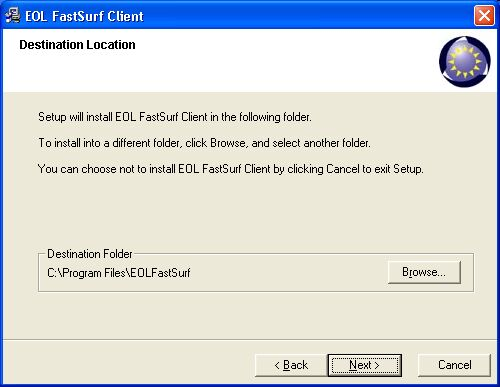 EOL FastSurf Client
Destination Location
Setup will install EOL FastSurf Client in the following folder.
To install into a different folder, click Browse, and select another folder.
You can choose not to install EOL FastSurf Client by clicking Cancel to exit Setup.
Destination Folder
C:\Program Files\EOLFastSurf
Browse...
< Back
Next >
Cancel